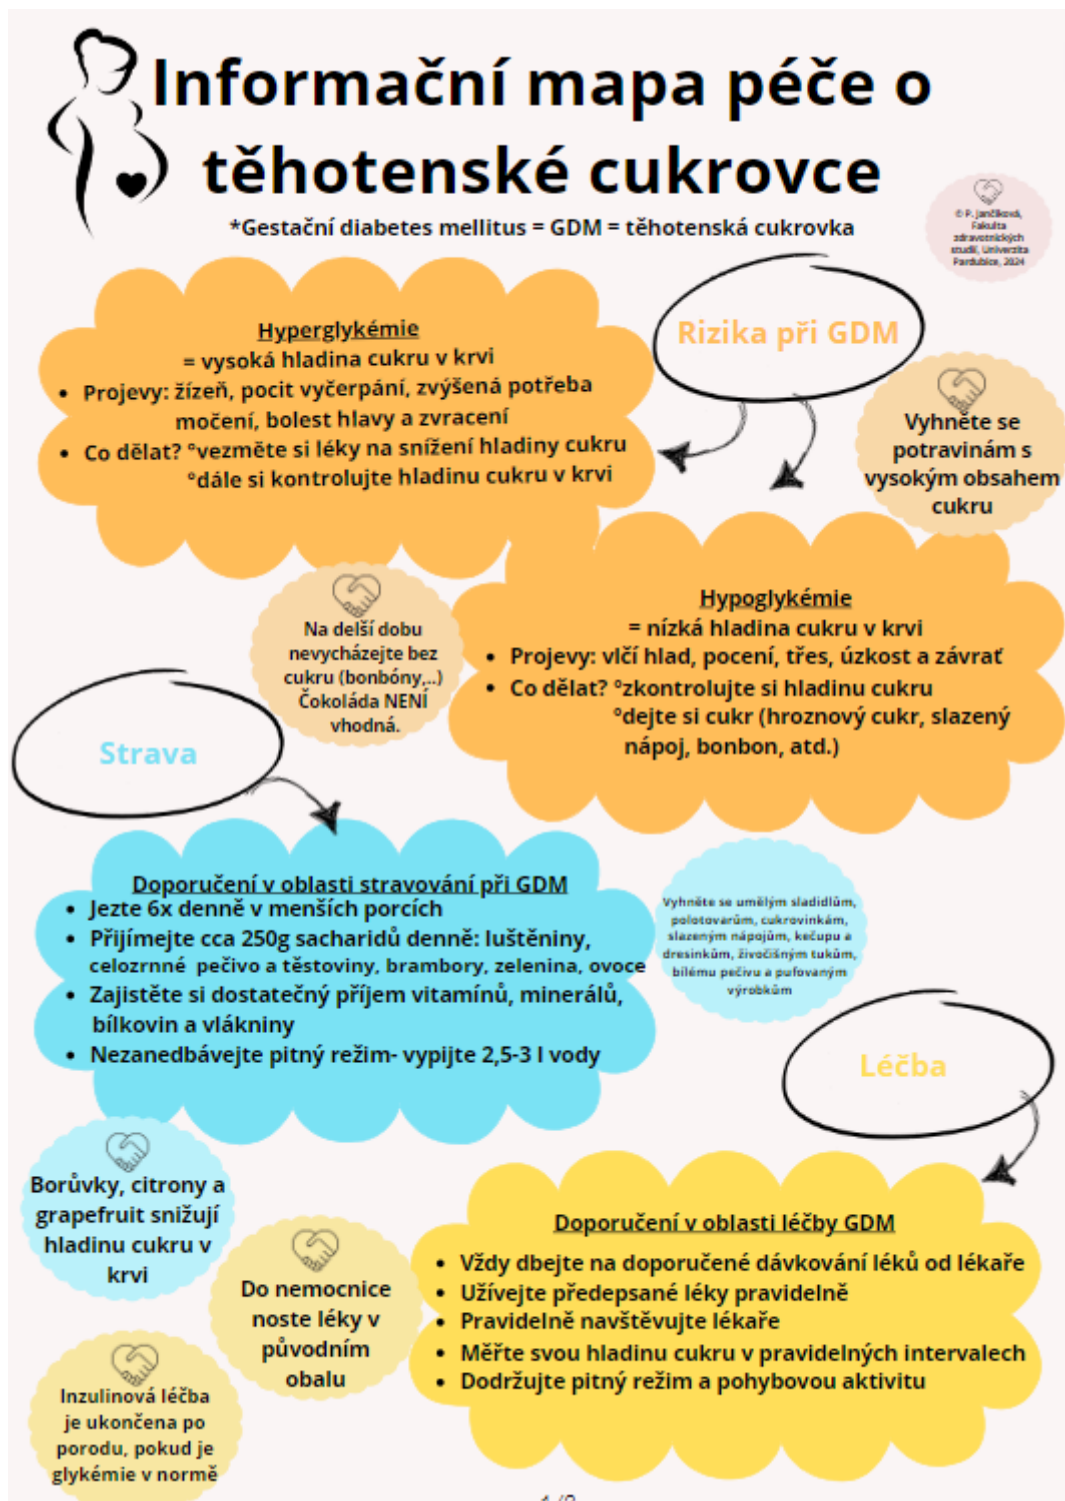 Informační mapa péče o
těhotenské cukrovce
*Gestační diabetes mellitus = GDM = těhotenská cukrovka
© P. Jančíková,
Fakulta
zdravotnických
studií, Univerzita
Pardubice, 2024
Rizika při GDM
Hyperglykémie
= vysoká hladina cukru v krvi
• Projevy: žízeň, pocit vyčerpání, zvýšená potřeba
močení, bolest hlavy a zvracení
• Co dělat? °vezměte si léky na snížení hladiny cukru
°dále si kontrolujte hladinu cukru v krvi
Vyhněte se
potravinám s
vysokým obsahem
cukru
Hypoglykémie
= nízká hladina cukru v krvi
• Projevy: vlčí hlad, pocení, třes, úzkost a závrať
• Co dělat? °zkontrolujte si hladinu cukru
°dejte si cukr (hroznový cukr, slazený
nápoj, bonbon, atd.)
Na delší dobu
nevycházejte bez
cukru (bonbóny,..)
Čokoláda NENÍ
vhodná.
Strava
Doporučení v oblasti stravování při GDM
• Jezte 6x denně v menších porcích
• Přijímejte cca 250g sacharidů denně: luštěniny,
celozrnné pečivo a těstoviny, brambory, zelenina, ovoce
• Zajistěte si dostatečný příjem vitamínů, minerálů,
bílkovin a vlákniny
• Nezanedbávejte pitný režim- vypijte 2,5-3 l vody
Vyhněte se umělým sladidlům,
polotovarům, cukrovinkám,
slazeným nápojům, kečupu a
dresinkům, živočišným tukům,
bílému pečivu a pufovaným
výrobkům
Léčba
Borůvky, citrony a
grapefruit snižují
hladinu cukru v
krvi
Doporučení v oblasti léčby GDM
• Vždy dbejte na doporučené dávkování léků od lékaře
• Užívejte předepsané léky pravidelně
• Pravidelně navštěvujte lékaře
• Měřte svou hladinu cukru v pravidelných intervalech
• Dodržujte pitný režim a pohybovou aktivitu
Do nemocnice
noste léky v
původním
obalu
Inzulinová léčba
je ukončena po
porodu, pokud je
glykémie v normě